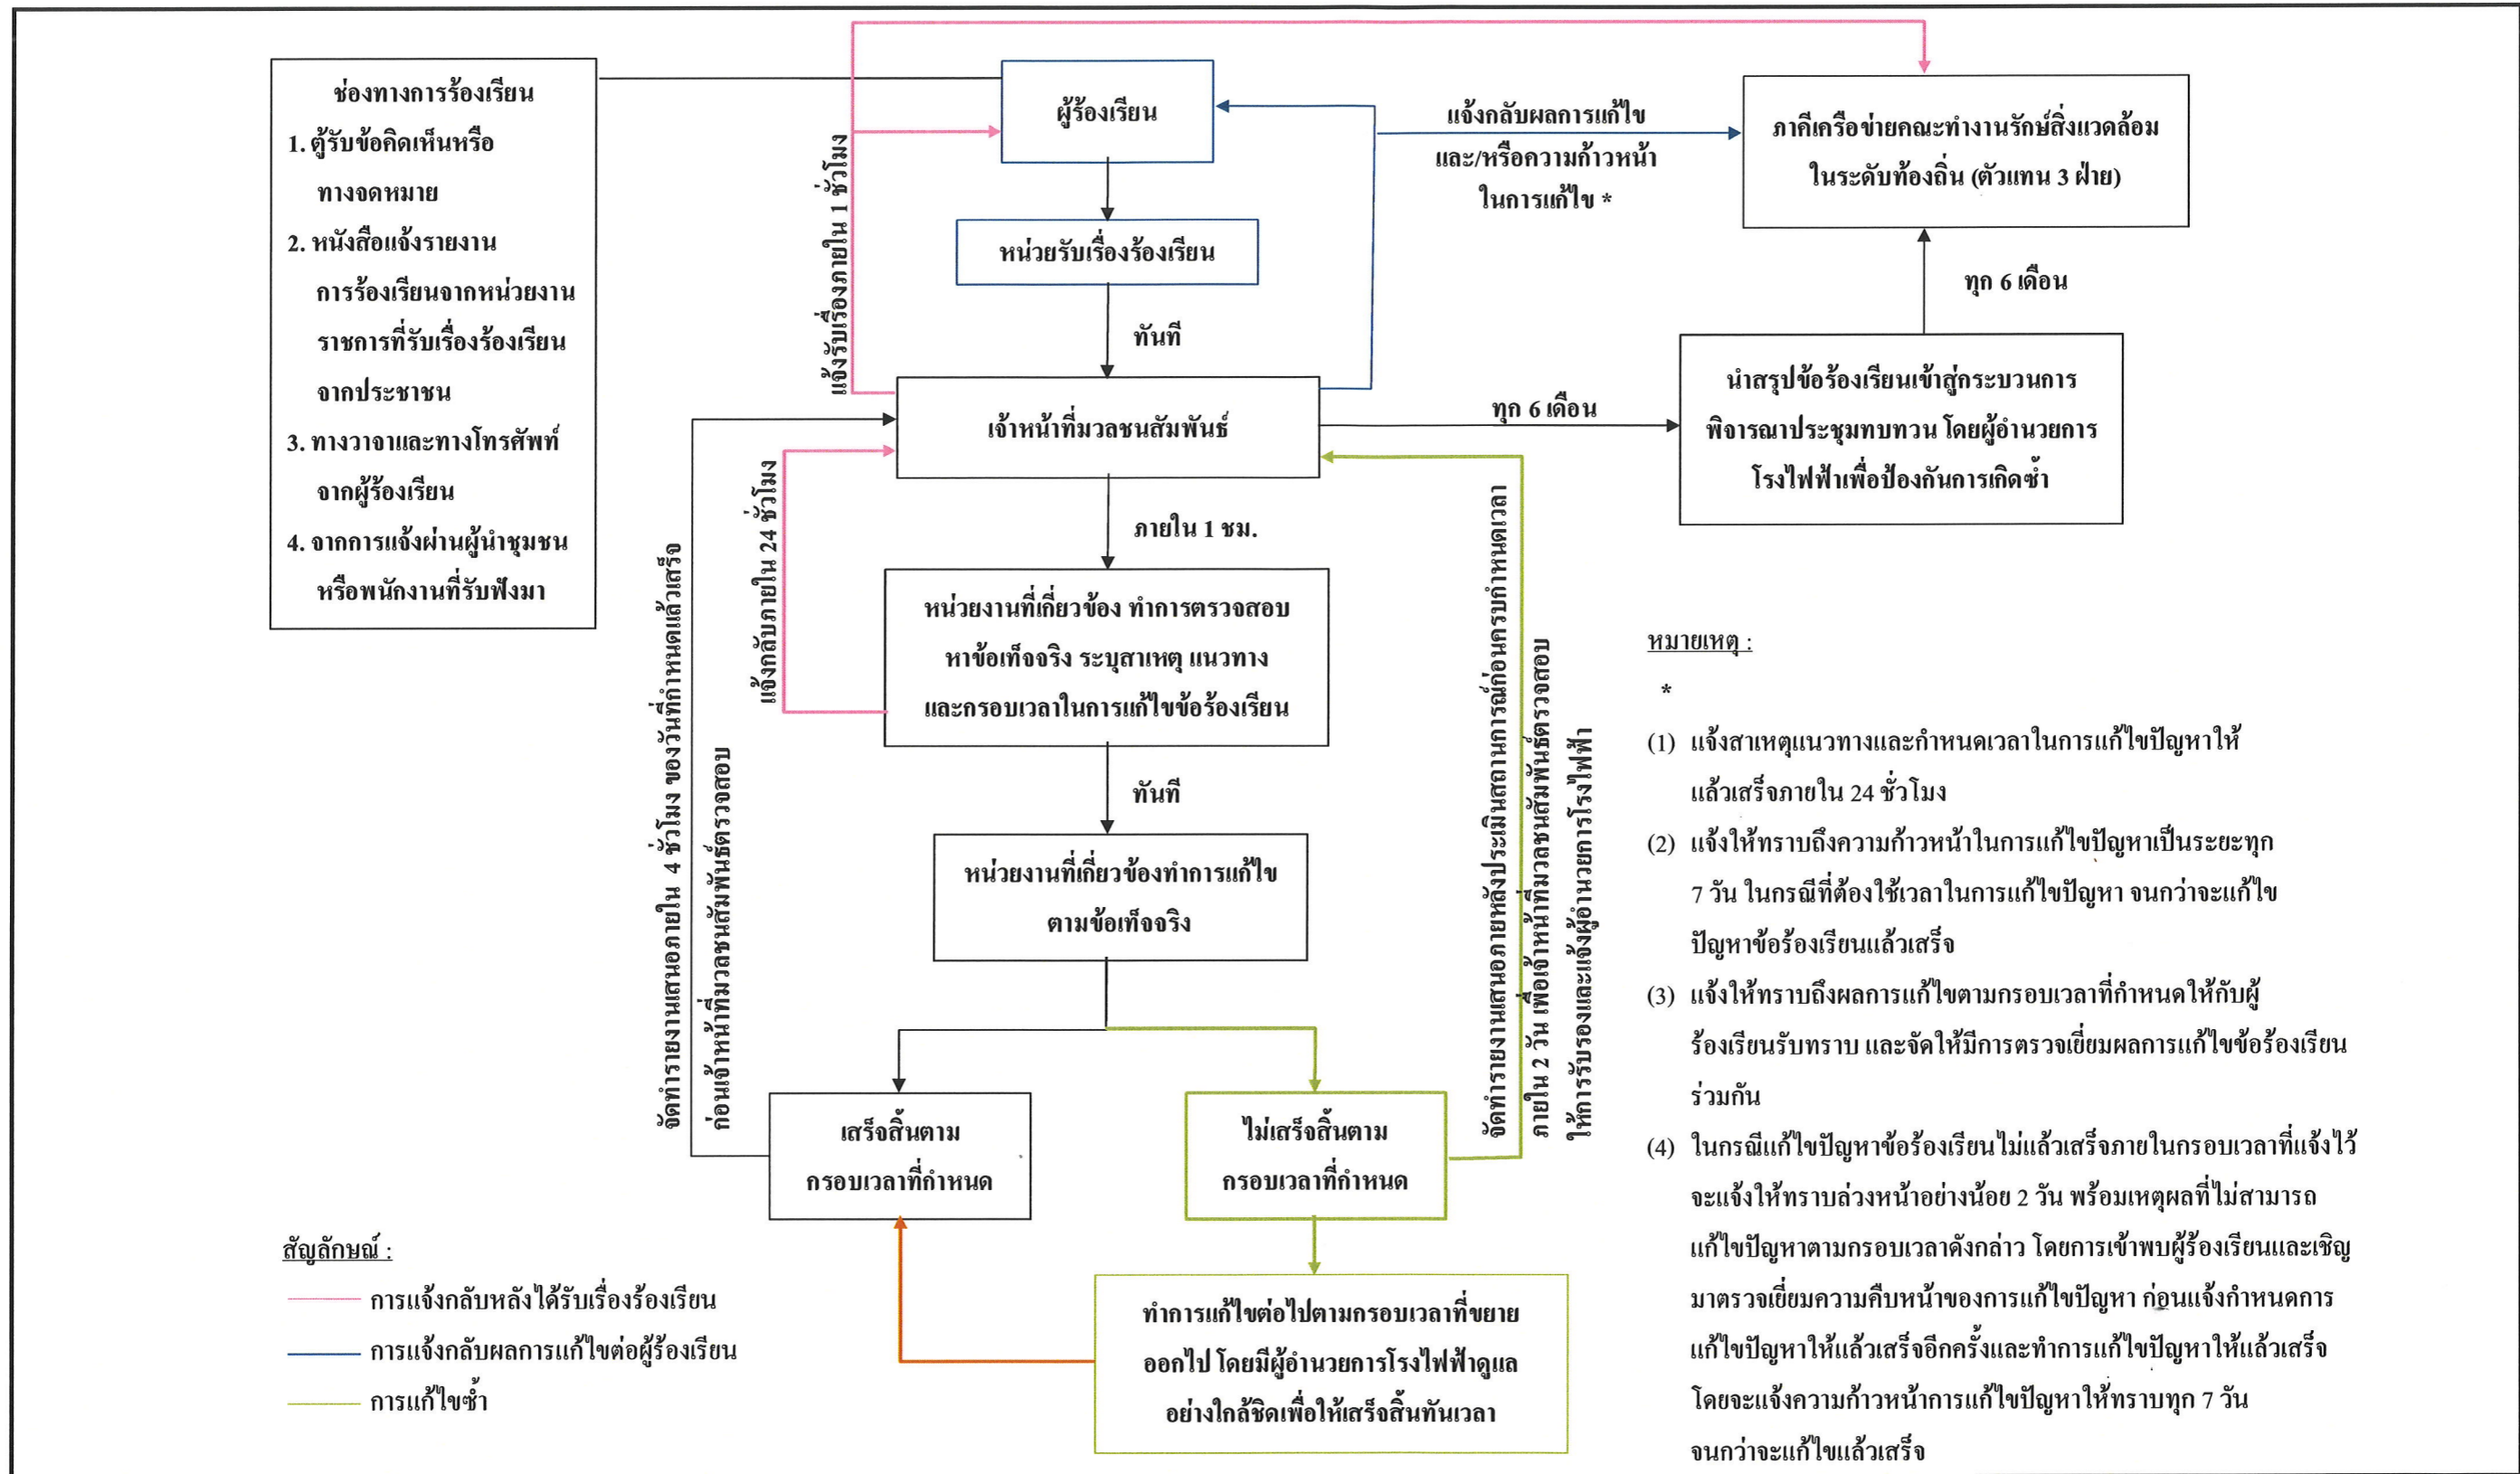 ช่องทางการร้องเรียน
1. ตู้รับข้อคิดเห็นหรือ
ทางจดหมาย
2. หนังสือแจ้งรายงาน
การร้องเรียนจากหน่วยงาน
ราชการที่รับเรื่องร้องเรียน
จากประชาชน
3. ทางวาจาและทางโทรศัพท์
จากผู้ร้องเรียน
4. จากการแจ้งผ่านผู้นำชุมชน
หรือพนักงานที่รับฟังมา
ผู้ร้องเรียน
แจ้งกลับผลการแก้ไข
และ/หรือความก้าวหน้า
ในการแก้ไข *
ภาคีเครือข่ายคณะทำงานรักษ์สิ่งแวดล้อม
ในระดับท้องถิ่น (ตัวแทน 3 ฝ่าย)
แจ้งรับเรื่องภายใน 1 ชั่วโมง
หน่วยรับเรื่องร้องเรียน
ทันที
ทุก 6 เดือน
เจ้าหน้าที่มวลชนสัมพันธ์
ทุก 6 เดือน
นำสรุปข้อร้องเรียนเข้าสู่กระบวนการ
พิจารณาประชุมทบทวน โดยผู้อำนวยการ
โรงไฟฟ้าเพื่อป้องกันการเกิดซ้ำ
ภายใน 1 ชม.
แจ้งกลับภายใน 24 ชั่วโมง
หน่วยงานที่เกี่ยวข้อง ทำการตรวจสอบ
หาข้อเท็จจริง ระบุสาเหตุ แนวทาง
และกรอบเวลาในการแก้ไขข้อร้องเรียน
ทันที
หน่วยงานที่เกี่ยวข้องทำการแก้ไข
ตามข้อเท็จจริง
จัดทำรายงานเสนอภายใน 4 ชั่วโมง ของวันที่กำหนดแล้วเสร็จ
ก่อนเจ้าหน้าที่มวลชนสัมพันธ์ตรวจสอบ
จัดทำรายงานเสนอภายหลังประเมินสถานการณ์ก่อนครบกำหนดเวลา
ภายใน 2 วัน เพื่อเจ้าหน้าที่มวลชนสัมพันธ์ตรวจสอบ
ให้การรับรองและแจ้งผู้อำนวยการโรงไฟฟ้า
เสร็จสิ้นตาม
กรอบเวลาที่กำหนด
ไม่เสร็จสิ้นตาม
กรอบเวลาที่กำหนด
ทำการแก้ไขต่อไปตามกรอบเวลาที่ขยาย
ออกไป โดยมีผู้อำนวยการโรงไฟฟ้าดูแล
อย่างใกล้ชิดเพื่อให้เสร็จสิ้นทันเวลา
สัญลักษณ์ :
การแจ้งกลับหลังได้รับเรื่องร้องเรียน
การแจ้งกลับผลการแก้ไขต่อผู้ร้องเรียน
การแก้ไขซ้ำ
หมายเหตุ :
*
(1) แจ้งสาเหตุแนวทางและกำหนดเวลาในการแก้ไขปัญหาให้
แล้วเสร็จภายใน 24 ชั่วโมง
(2) แจ้งให้ทราบถึงความก้าวหน้าในการแก้ไขปัญหาเป็นระยะทุก
7 วัน ในกรณีที่ต้องใช้เวลาในการแก้ไขปัญหา จนกว่าจะแก้ไข
ปัญหาข้อร้องเรียนแล้วเสร็จ
(3) แจ้งให้ทราบถึงผลการแก้ไขตามกรอบเวลาที่กำหนดให้กับผู้
ร้องเรียนรับทราบ และจัดให้มีการตรวจเยี่ยมผลการแก้ไขข้อร้องเรียน
ร่วมกัน
(4) ในกรณีแก้ไขปัญหาข้อร้องเรียนไม่แล้วเสร็จภายในกรอบเวลาที่แจ้งไว้
จะแจ้งให้ทราบล่วงหน้าอย่างน้อย 2 วัน พร้อมเหตุผลที่ไม่สามารถ
แก้ไขปัญหาตามกรอบเวลาดังกล่าว โดยการเข้าพบผู้ร้องเรียนและเชิญ
มาตรวจเยี่ยมความคืบหน้าของการแก้ไขปัญหา ก่อนแจ้งกำหนดการ
แก้ไขปัญหาให้แล้วเสร็จอีกครั้งและทำการแก้ไขปัญหาให้แล้วเสร็จ
โดยจะแจ้งความก้าวหน้าการแก้ไขปัญหาให้ทราบทุก 7 วัน
จนกว่าจะแก้ไขแล้วเสร็จ